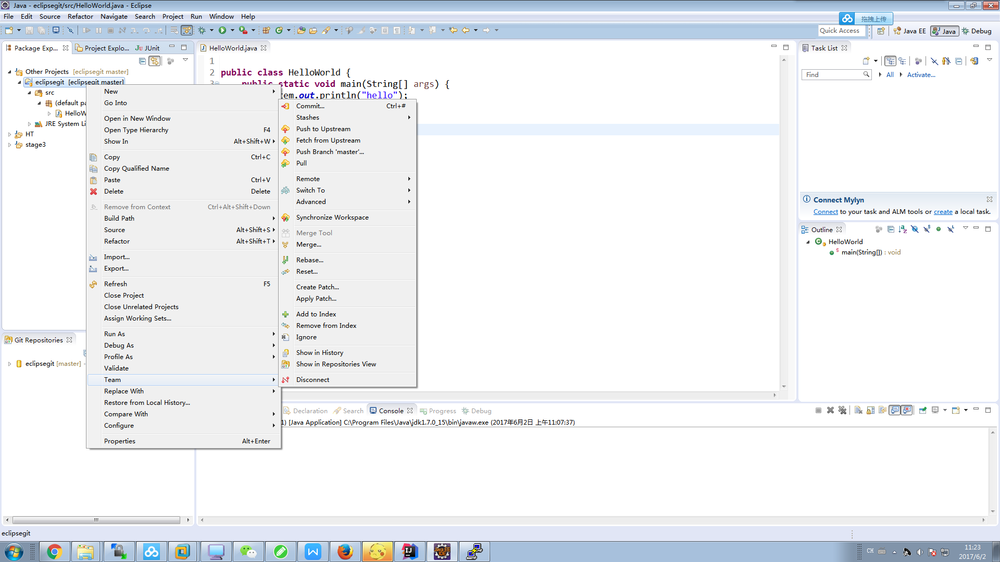 Java - eclipsegit/src/HelloWorld.java - Eclipse
File Edit Source Refactor Navigate Search Project Run Window Help
拖拽上传
Quick Access
Java EE
Java
Debug
Package Exp...
Project Explo...
JUnit
Other Projects [eclipsegit master]
eclipsegit [eclipsegit master]
src
(default pa
HelloW
JRE System Li
HT
stage3
HelloWorld.java
1
2 public class HelloWorld {
3 public static void main(String[] args) {
tem.out.println("hello");
New
Go Into
Open in New Window
Open Type Hierarchy F4
Show In Alt+Shift+W
Copy Ctrl+C
Copy Qualified Name
Paste Ctrl+V
Delete Delete
Remove from Context Ctrl+Alt+Shift+Down
Build Path
Source Alt+Shift+S
Refactor Alt+Shift+T
Import...
Export...
Refresh F5
Close Project
Close Unrelated Projects
Assign Working Sets...
Run As
Debug As
Profile As
Validate
Team
Replace With
Restore from Local History...
Compare With
Configure
Properties Alt+Enter
Commit... Ctrl+#
Stashes
Push to Upstream
Fetch from Upstream
Push Branch 'master'...
Pull
Remote
Switch To
Advanced
Synchronize Workspace
Merge Tool
Merge...
Rebase...
Reset...
Create Patch...
Apply Patch...
Add to Index
Remove from Index
Ignore
Show in History
Show in Repositories View
Disconnect
Task List
Find
All
Activate...
Connect Mylyn
Connect to your task and ALM tools or create a local task.
Outline
HelloWorld
main(String[]) : void
Git Repositories
eclipsegit [master] -
Declaration
Search
Console
Progress
Debug
1) [Java Application] C:\Program Files\Java\jdk1.7.0_15\bin\javaw.exe (2017年6月2日 上午11:07:37)
eclipsegit
CH
11:23
2017/6/2